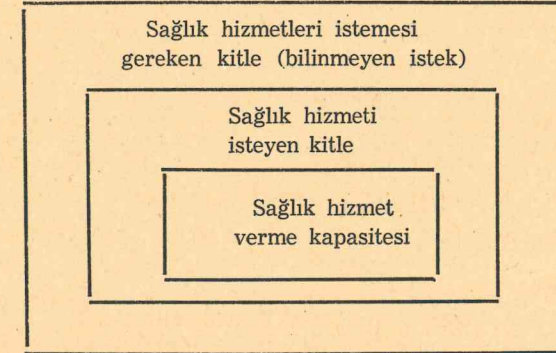 Sağlık hizmetleri istemesi
gereken kitle (bilinmeyen istek)
Sağlık hizmeti
isteyen kitle
Sağlık hizmet
verme kapasitesi